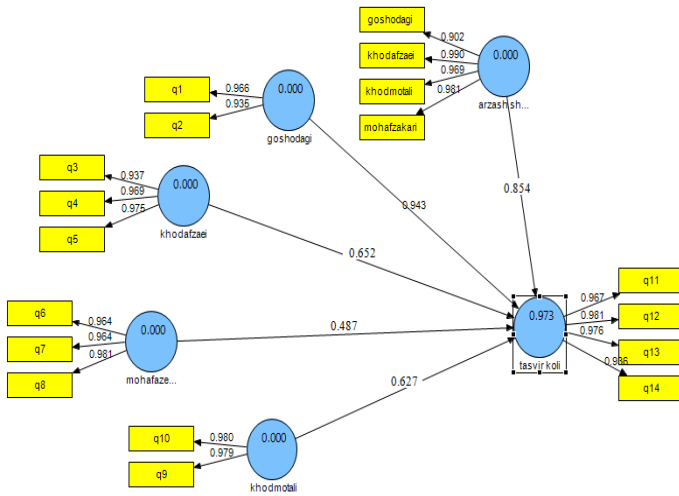 goshodagi
0.902
khodafzaei
0.990
khodmotali
0.969
mohafzakari
0.981
0.000
arzash sh...
q1
0.966
q2
0.935
0.000
goshodagi
0.854
q3
0.937
q4
0.969
q5
0.975
0.000
khodafzaei
0.943
0.652
q6
0.964
q7
0.964
q8
0.981
0.000
mohafaze...
0.487
0.973
tasvir koli
q11
0.967
q12
0.981
q13
0.976
q14
0.936
0.627
q10
0.980
q9
0.979
0.000
khodmotali